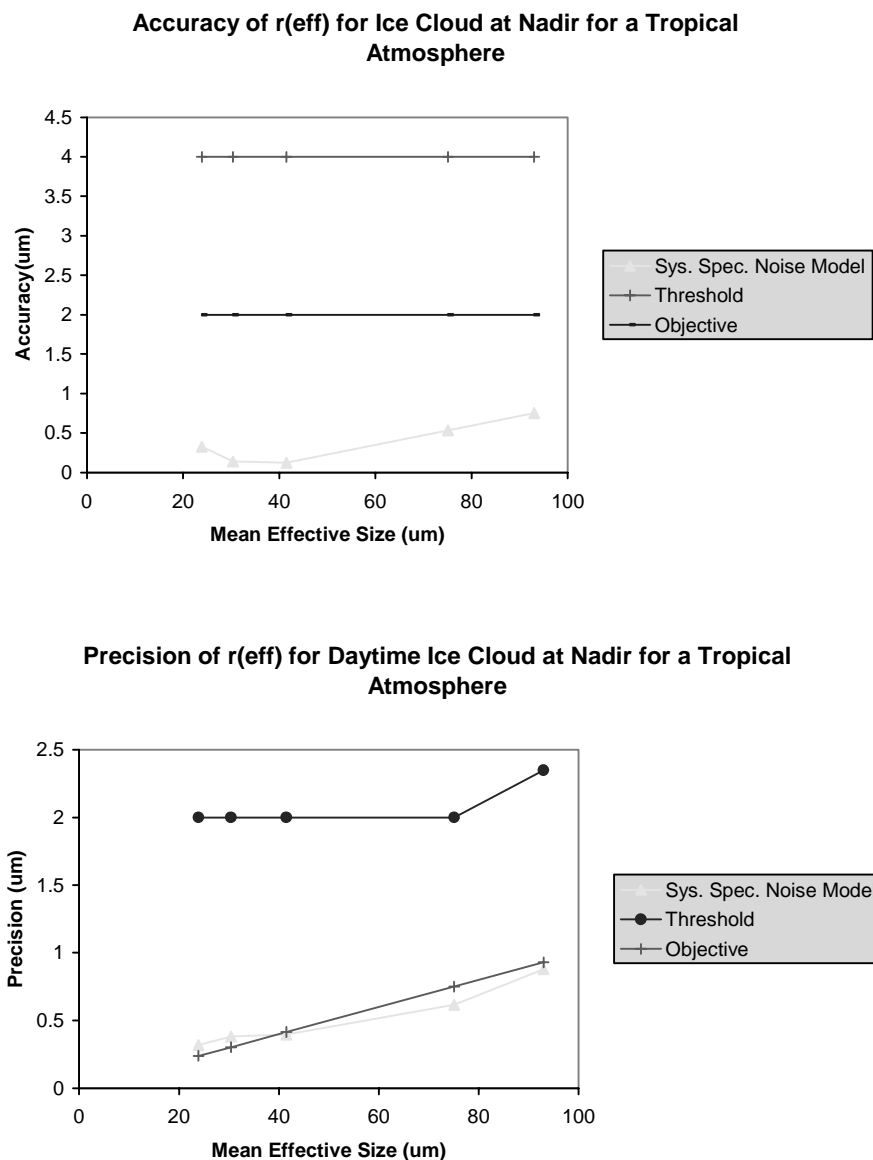 Accuracy of r(eff) for Ice Cloud at Nadir for a Tropical
Atmosphere
4.5
4
3.5
3
2.5
2
1.5
1
0.5
0
Accuracy(um)
0 20 40 60 80 100
Mean Effective Size (um)
Sys. Spec. Noise Model
Threshold
Objective
Precision of r(eff) for Daytime Ice Cloud at Nadir for a Tropical
Atmosphere
2.5
2
1.5
1
0.5
0
Precision (um)
0 20 40 60 80 100
Mean Effective Size (um)
Sys. Spec. Noise Model
Threshold
Objective